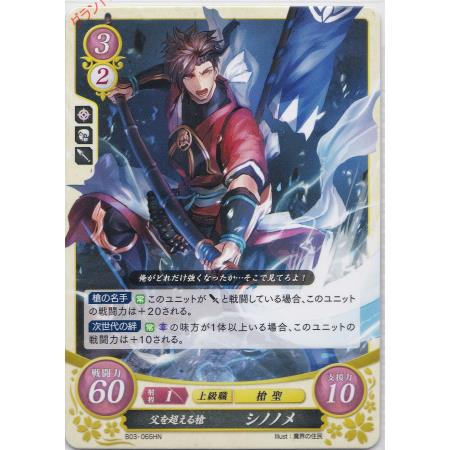 グラン
3
2
俺がどれだけ強くなったか…そこで見てろよ！
槍の名手 常 このユニットが と戦闘している場合、このユニット
の戦闘力は＋20される。
次世代の絆 常 の味方が1体以上いる場合、このユニットの
戦闘力は＋10される。
戦闘力
60
射程 1
上級職
槍聖
支援力
10
父を超える槍 シノノメ
B03-065HN
Illust：魔界の住民